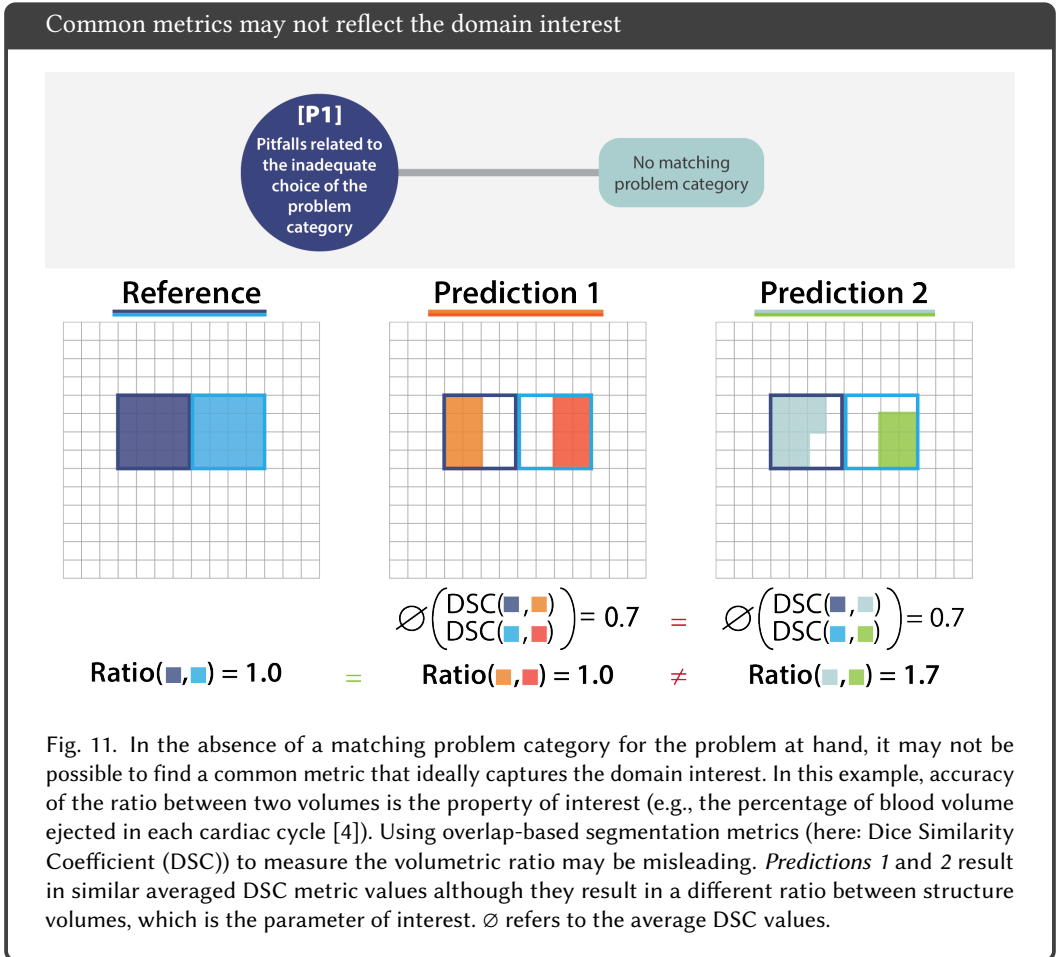 Common metrics may not reflect the domain interest
[P1]
Pitfalls related to
the inadequate
choice of the
problem
category
No matching
problem category
Reference
Prediction 1
Prediction 2
∅(DSC(■,■)
DSC(■,■)) = 0.7
=
∅(DSC(■,■)
DSC(■,■)) = 0.7
Ratio(■,■) = 1.0
=
Ratio(■,■) = 1.0
≠
Ratio(■,■) = 1.7
Fig. 11. In the absence of a matching problem category for the problem at hand, it may not be
possible to find a common metric that ideally captures the domain interest. In this example, accuracy
of the ratio between two volumes is the property of interest (e.g., the percentage of blood volume
ejected in each cardiac cycle [4]). Using overlap-based segmentation metrics (here: Dice Similarity
Coefficient (DSC)) to measure the volumetric ratio may be misleading. Predictions 1 and 2 result
in similar averaged DSC metric values although they result in a different ratio between structure
volumes, which is the parameter of interest. ∅ refers to the average DSC values.